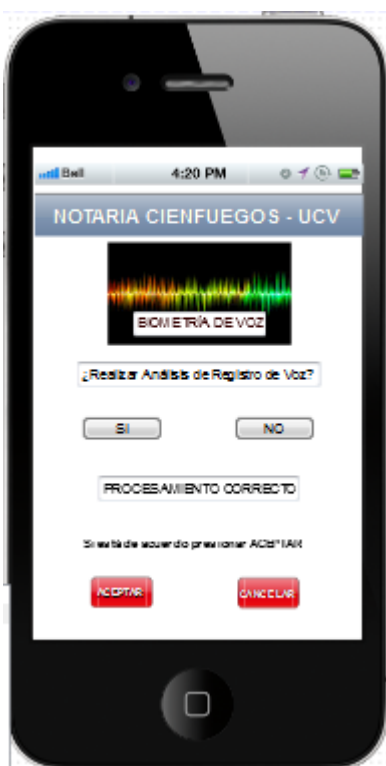 Bell 4:20 PM
NOTARIA CIENFUEGOS - UCV
BIOMETRÍA DE VOZ
¿Realizar Análisis de Registro de Voz?
SI NO
PROCESAMIENTO CORRECTO
Si está de acuerdo presionar ACEPTAR
ACEPTAR CANCELAR